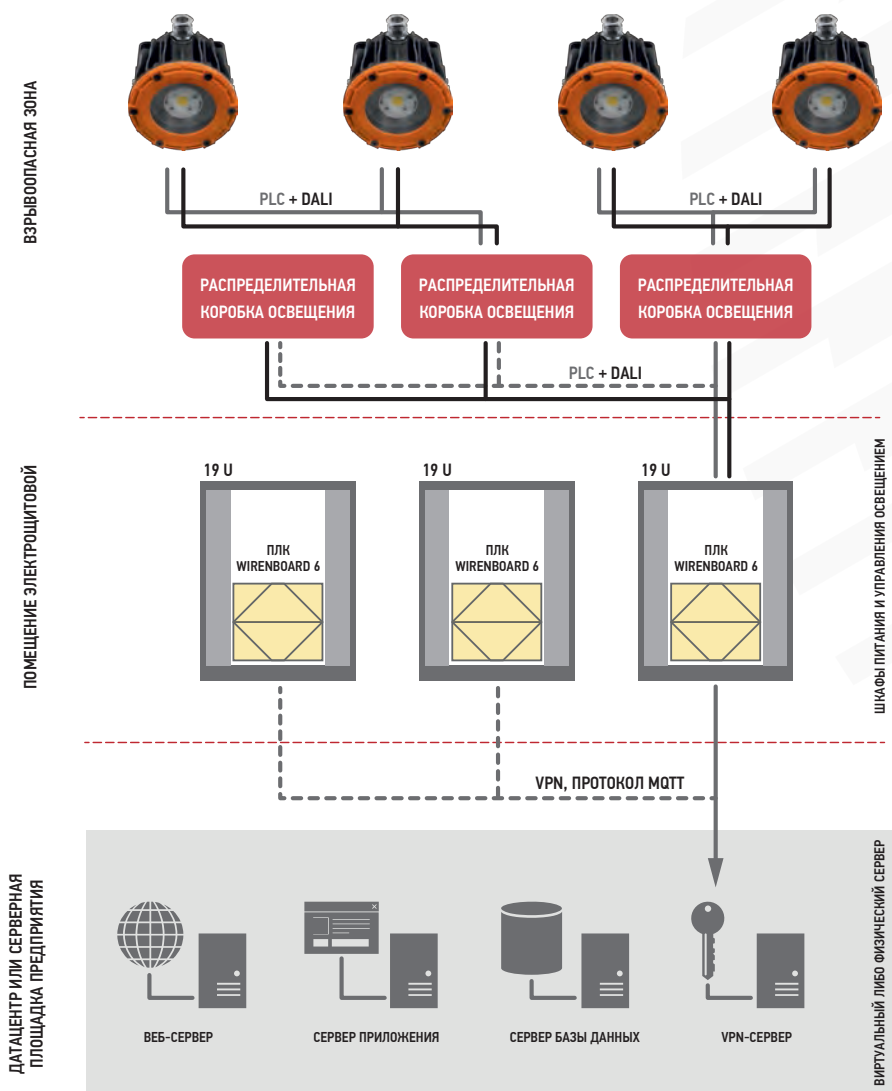 ВЗРЫВООПАСНАЯ ЗОНА
PLC + DALI
PLC + DALI
РАСПРЕДЕЛИТЕЛЬНАЯ
КОРОБКА ОСВЕЩЕНИЯ
РАСПРЕДЕЛИТЕЛЬНАЯ
КОРОБКА ОСВЕЩЕНИЯ
РАСПРЕДЕЛИТЕЛЬНАЯ
КОРОБКА ОСВЕЩЕНИЯ
PLC + DALI
ПОМЕЩЕНИЕ ЭЛЕКТРОЩИТОВОЙ
19 U
19 U
19 U
ПЛК
WIRENBOARD 6
ПЛК
WIRENBOARD 6
ПЛК
WIRENBOARD 6
ШКАФЫ ПИТАНИЯ И УПРАВЛЕНИЯ ОСВЕЩЕНИЕМ
VPN, ПРОТОКОЛ MQTT
ДАТАЦЕНТР ИЛИ СЕРВЕРНАЯ
ПЛОЩАДКА ПРЕДПРИЯТИЯ
ВЕБ-СЕРВЕР
СЕРВЕР ПРИЛОЖЕНИЯ
СЕРВЕР БАЗЫ ДАННЫХ
VPN-СЕРВЕР
ВИРТУАЛЬНЫЙ ЛИБО ФИЗИЧЕСКИЙ СЕРВЕР